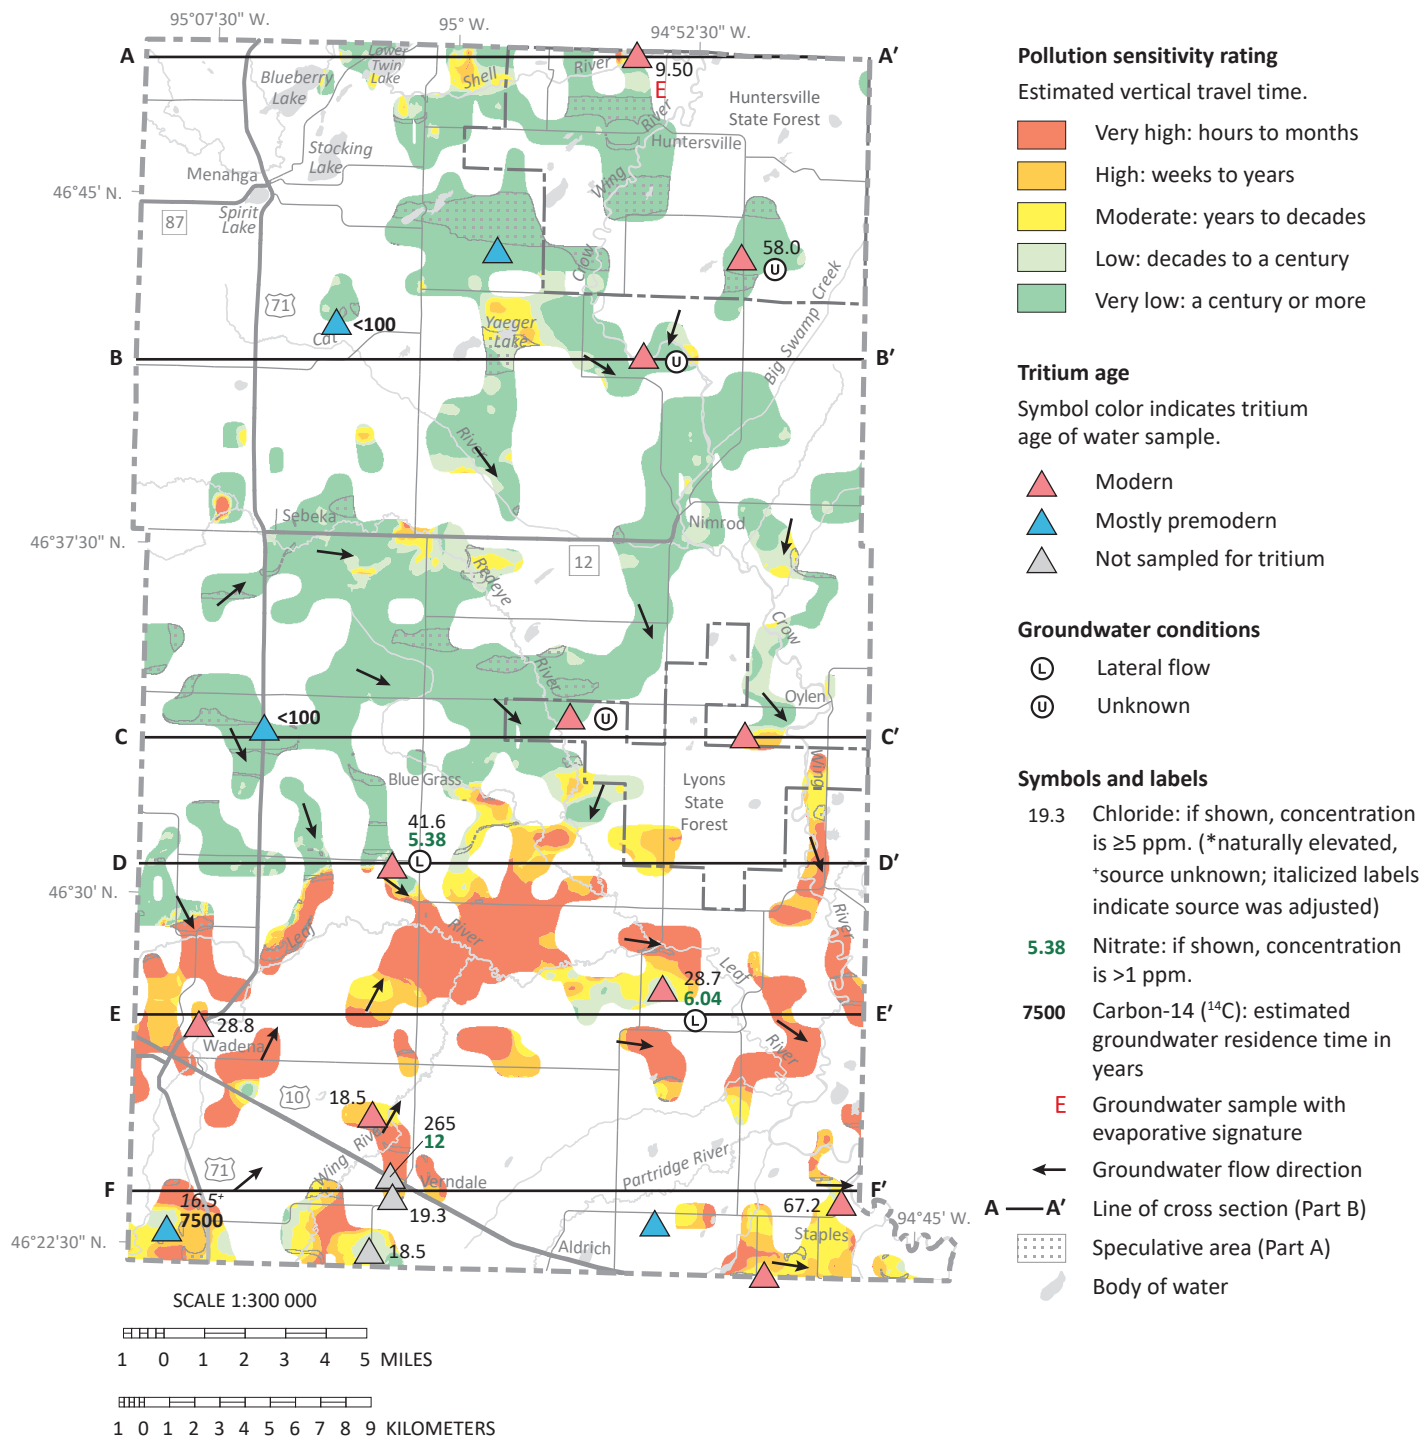 95°07'30" W.
95° W.
94°52'30" W.
A
A′
Lower
Twin
Lake
Blueberry
Lake
Shell
River
9.50
E
River
Huntersville
State Forest
Huntersville
Stocking
Lake
Menahga
Wing
46°45' N.
87
Spirit
Lake
Crow
58.0
U
71
<100
Cat
Yaeger
Lake
Big Swamp Creek
B
U
B′
River
Sebeka
Nimrod
46°37'30" N.
12
Redeye
Crow
River
Oylen
<100
U
C
C′
Blue Grass
Wing
Lyons
State
Forest
41.6
5.38
D
L
D′
46°30' N.
Leaf
River
River
Leaf
28.7
6.04
E
L
E′
28.8
Wadena
River
10
18.5
265
12
Wing River
71
Partridge River
F
Verndale
F′
16.5⁺
7500
19.3
67.2
94°45' W.
46°22'30" N.
18.5
Aldrich
Staples
SCALE 1:300 000
1 0 1 2 3 4 5 MILES
1 0 1 2 3 4 5 6 7 8 9 KILOMETERS
Pollution sensitivity rating
Estimated vertical travel time.
Very high: hours to months
High: weeks to years
Moderate: years to decades
Low: decades to a century
Very low: a century or more
Tritium age
Symbol color indicates tritium
age of water sample.
Modern
Mostly premodern
Not sampled for tritium
Groundwater conditions
L Lateral flow
U Unknown
Symbols and labels
19.3 Chloride: if shown, concentration
is ≥5 ppm. (*naturally elevated,
⁺source unknown; italicized labels
indicate source was adjusted)
5.38 Nitrate: if shown, concentration
is >1 ppm.
7500 Carbon-14 (¹⁴C): estimated
groundwater residence time in
years
E Groundwater sample with
evaporative signature
Groundwater flow direction
A A′ Line of cross section (Part B)
Speculative area (Part A)
Body of water